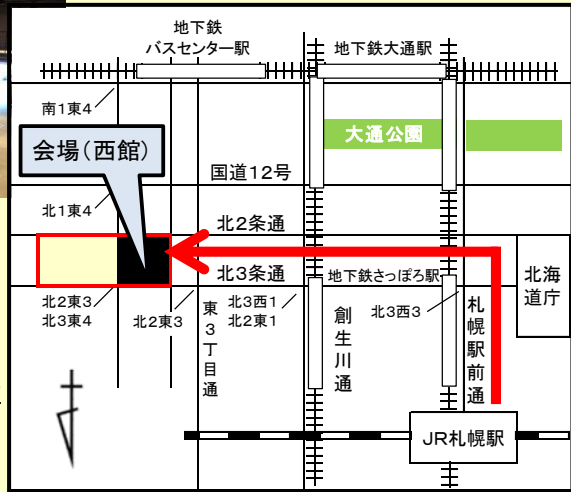 地下鉄
バスセンター駅
地下鉄大通駅
南1東4
大通公園
会場(西館)
国道12号
北1東4
北2条通
北3条通
地下鉄さっぽろ駅
北海
道庁
北2東3
北3東4
北2東3
東3丁目通
北3西1
北2東1
創生川通
北3西3
札幌駅前通
JR札幌駅